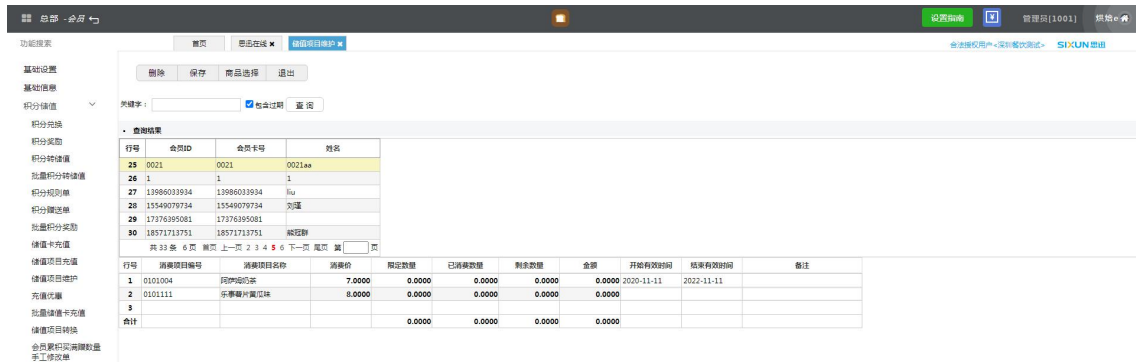 总部 -会员
设置指南 ¥ 管理员[1001] 烘焙e
功能搜索 首页 思迅在线 × 储值项目维护 × 合法授权用户<深圳餐饮测试> SIXUN思迅
基础设置
基础信息
积分储值
积分兑换
积分奖励
积分转储值
批量积分转储值
积分规则单
积分赠送单
批量积分奖励
储值卡充值
储值项目充值
储值项目维护
充值优惠
批量储值卡充值
储值项目转换
会员累积买满赠数量
手工修改单
删除 保存 商品选择 退出
关键字： 包含过期 查询
• 查询结果
行号 会员ID 会员卡号 姓名
25 0021 0021 0021aa
26 1 1 1
27 13986033934 13986033934 liu
28 15549079734 15549079734 刘瑾
29 17376395081 17376395081
30 18571713751 18571713751 熊冠群
共 33 条 6 页 首页 上一页 2 3 4 5 6 下一页 尾页 第 页
行号 消费项目编号 消费项目名称 消费价 限定数量 已消费数量 剩余数量 金额 开始有效时间 结束有效时间 备注
1 0101004 阿萨姆奶茶 7.0000 0.0000 0.0000 0.0000 0.0000 2020-11-11 2022-11-11
2 0101111 乐事薯片黄瓜味 8.0000 0.0000 0.0000 0.0000 0.0000
3
合计 0.0000 0.0000 0.0000 0.0000